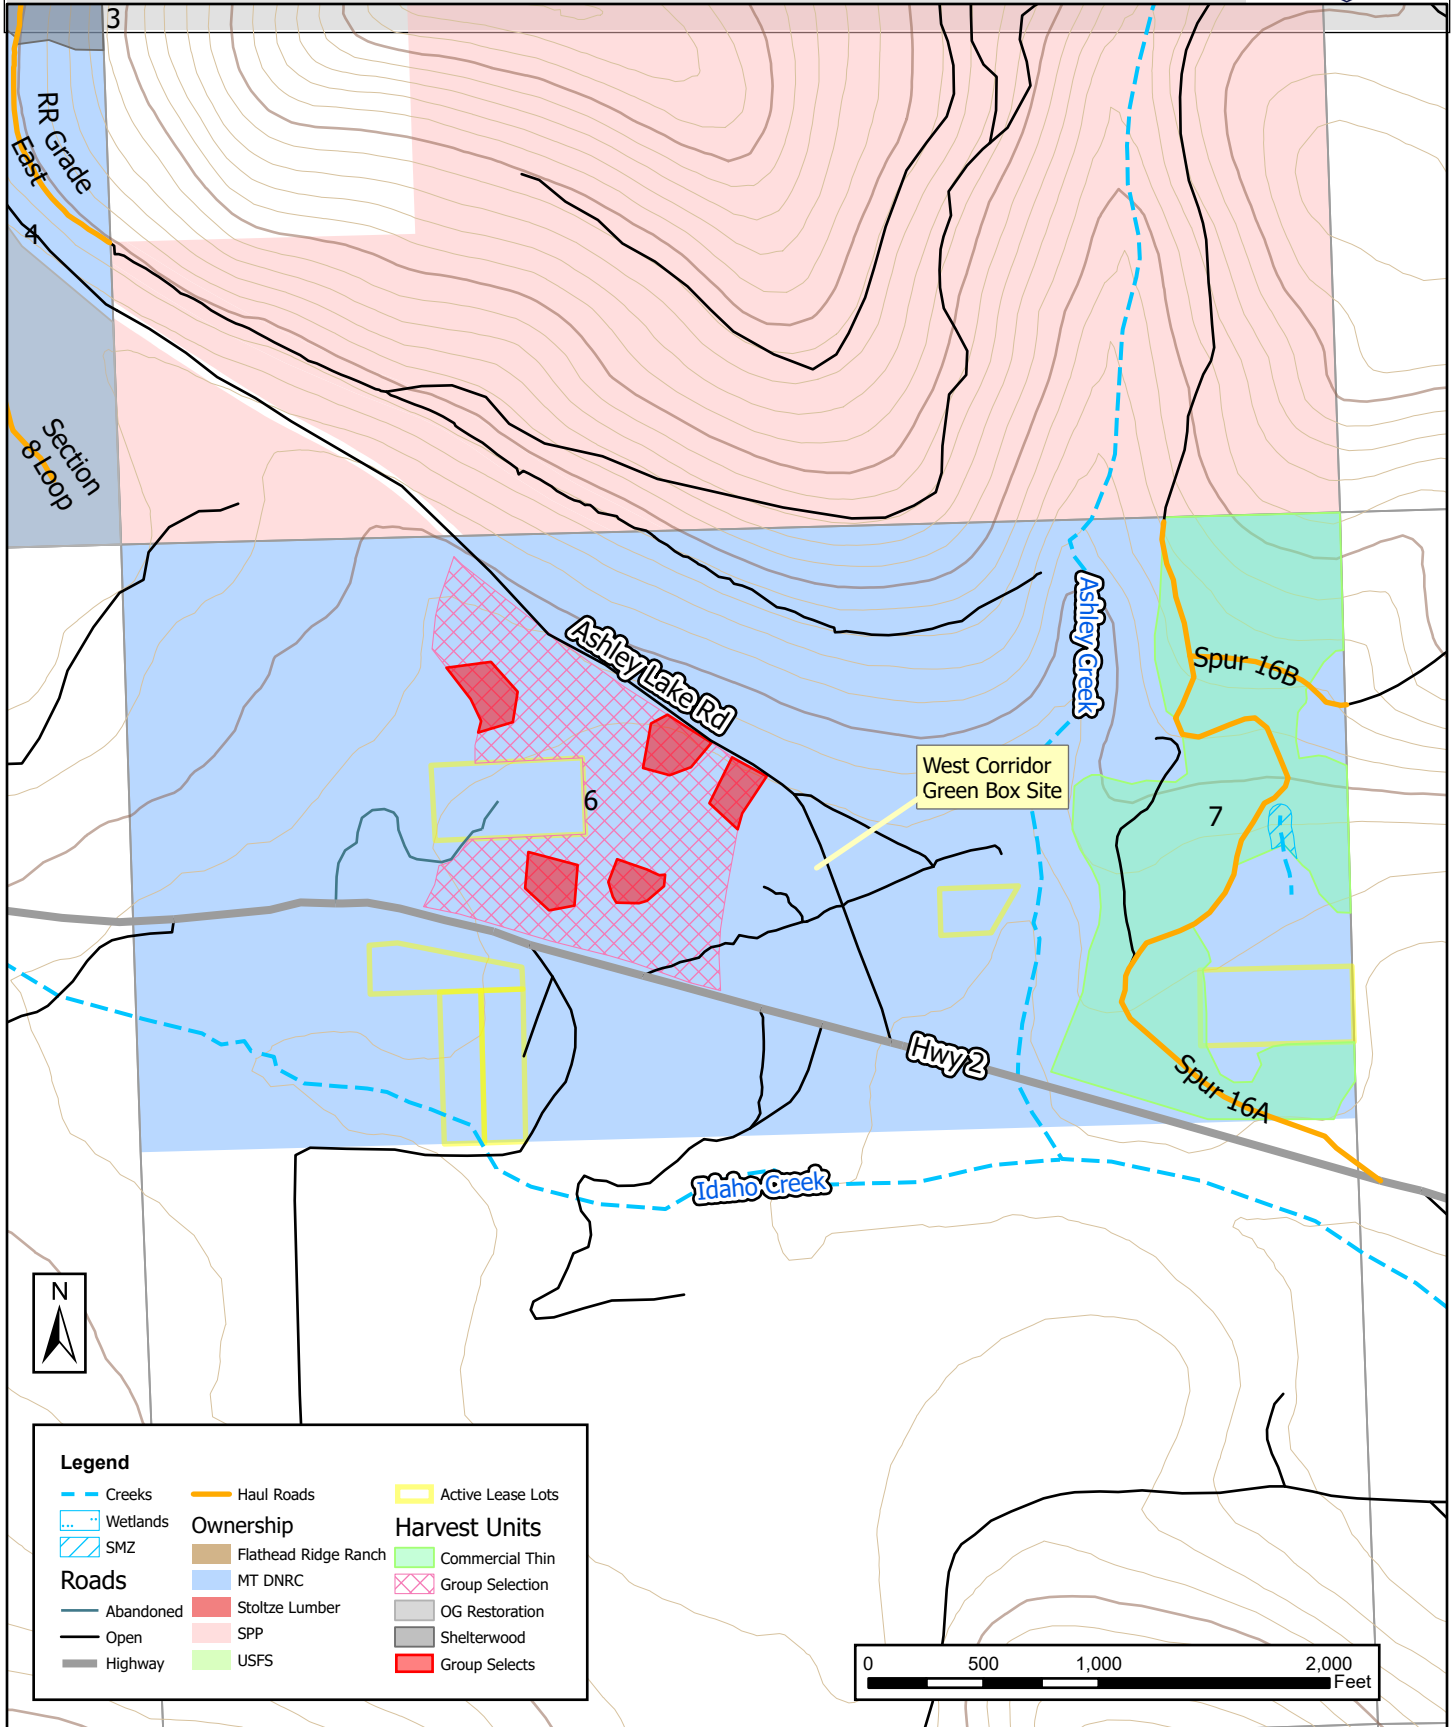 3
RR Grade
East
4
Section
8 Loop
Ashley Lake Rd
Ashley Creek
Spur 16B
West Corridor
Green Box Site
6
7
Hwy 2
Spur 16A
Idaho Creek
N
Legend
Creeks
Wetlands
SMZ
Roads
Abandoned
Open
Highway
Haul Roads
Ownership
Flathead Ridge Ranch
MT DNRC
Stoltze Lumber
SPP
USFS
Active Lease Lots
Harvest Units
Commercial Thin
Group Selection
OG Restoration
Shelterwood
Group Selects
0 500 1,000 2,000
Feet